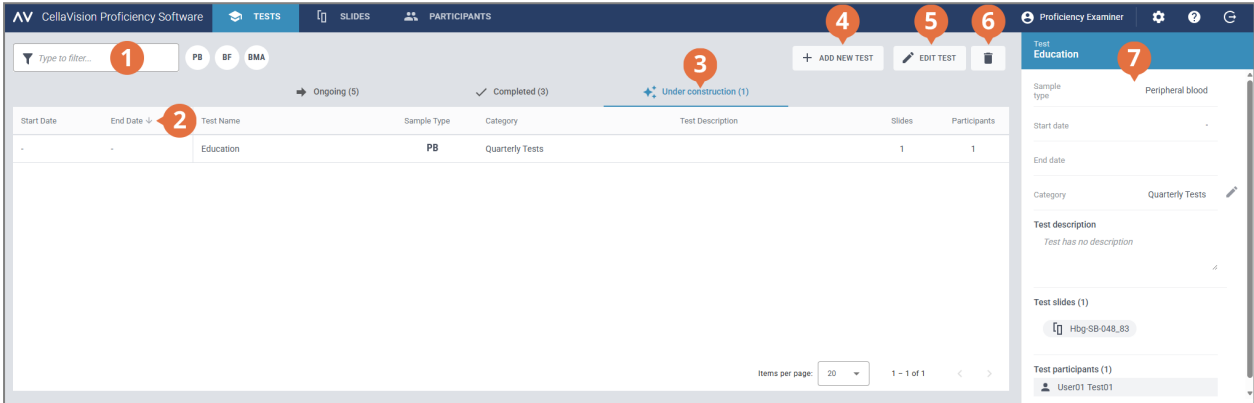 CellaVision Proficiency Software TESTS SLIDES PARTICIPANTS 4 5 6 Proficiency Examiner
Type to filter... 1 PB BF BMA 3 + ADD NEW TEST EDIT TEST
Ongoing (5) Completed (3) Under construction (1)
Start Date End Date 2 Test Name Sample Type Category Test Description Slides Participants
- - Education PB Quarterly Tests 1 1
Items per page: 20 1 – 1 of 1
Test
Education 7
Sample type Peripheral blood
Start date -
End date
Category Quarterly Tests
Test description
Test has no description
Test slides (1)
Hbg-SB-048_83
Test participants (1)
User01 Test01